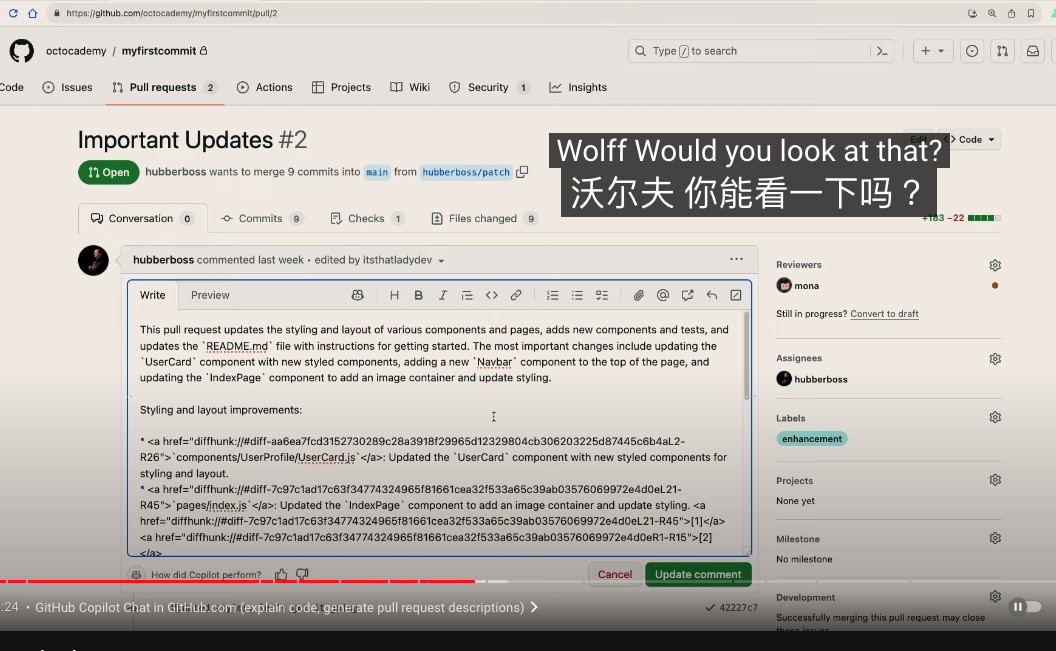 https://github.com/octocademy/myfirstcommit/pull/2
octocademy / myfirstcommit
Type / to search
Code
Issues
Pull requests 2
Actions
Projects
Wiki
Security 1
Insights
Important Updates #2
Code
Wolff Would you look at that?
沃尔夫 你能看一下吗？
Open
hubberboss wants to merge 9 commits into main from hubberboss/patch
Conversation 0
Commits 9
Checks 1
Files changed 9
+183 −22
hubberboss commented last week • edited by itsthatladydev
Write
Preview
This pull request updates the styling and layout of various components and pages, adds new components and tests, and
updates the `README.md` file with instructions for getting started. The most important changes include updating the
`UserCard` component with new styled components, adding a new `Navbar` component to the top of the page, and
updating the `IndexPage` component to add an image container and update styling.
Styling and layout improvements:
* <a href="diffhunk://#diff-aa6ea7fcd3152730289c28a3918f29965d12329804cb306203225d87445c6b4aL2-
R26">`components/UserProfile/UserCard.js`</a>: Updated the `UserCard` component with new styled components for
styling and layout.
* <a href="diffhunk://#diff-7c97c1ad17c63f34774324965f81661cea32f533a65c39ab03576069972e4d0eL21-
R45">`pages/index.js`</a>: Updated the `IndexPage` component to add an image container and update styling. <a
href="diffhunk://#diff-7c97c1ad17c63f34774324965f81661cea32f533a65c39ab03576069972e4d0eL21-R45">[1]</a>
<a href="diffhunk://#diff-7c97c1ad17c63f34774324965f81661cea32f533a65c39ab03576069972e4d0eR1-R15">[2]
</a>
How did Copilot perform?
Cancel
Update comment
Reviewers
mona
Still in progress? Convert to draft
Assignees
hubberboss
Labels
enhancement
Projects
None yet
Milestone
No milestone
Development
Successfully merging this pull request may close
these issues.
:24 • GitHub Copilot Chat in GitHub.com (explain code, generate pull request descriptions)
42227c7